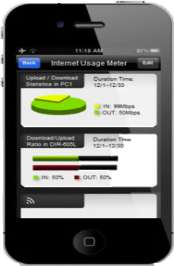 11:18 AM
87%
Back
Internet Usage Meter
Edit
Upload / Download
Statistics in PC1
Duration Time:
12/1~12/30
IN: 99Mbps
OUT: 50Mbps
Download/Upload
Ratio in DIR-605L
Duration Time
12/1~12/30
IN: 50%
OUT: 50%